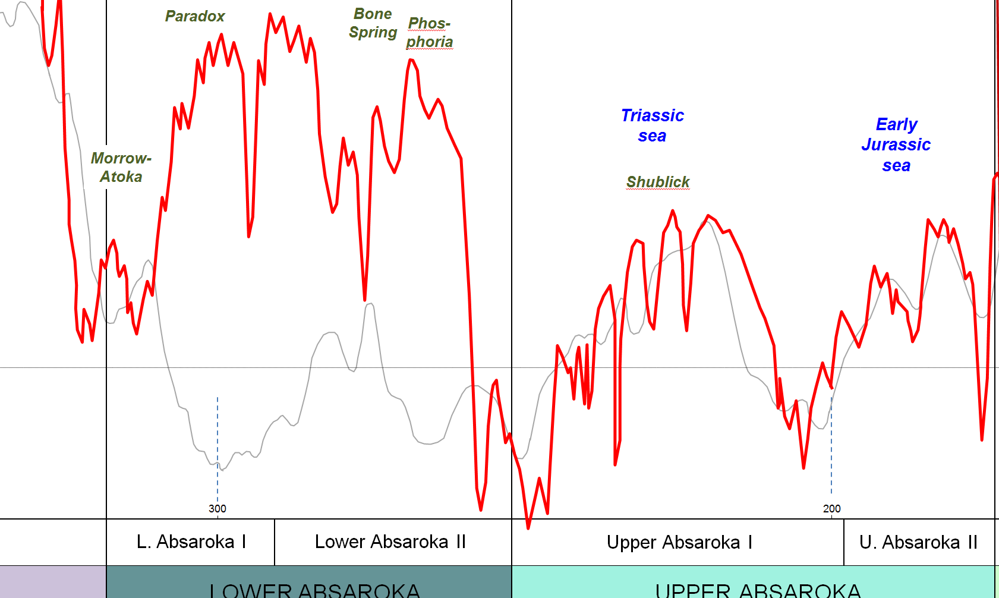 Paradox
Bone
Spring
Phos-
phoria
Triassic
sea
Early
Jurassic
sea
Morrow-
Atoka
Shublick
300
200
L. Absaroka I
Lower Absaroka II
Upper Absaroka I
U. Absaroka II
LOWER ABSAROKA
UPPER ABSAROKA